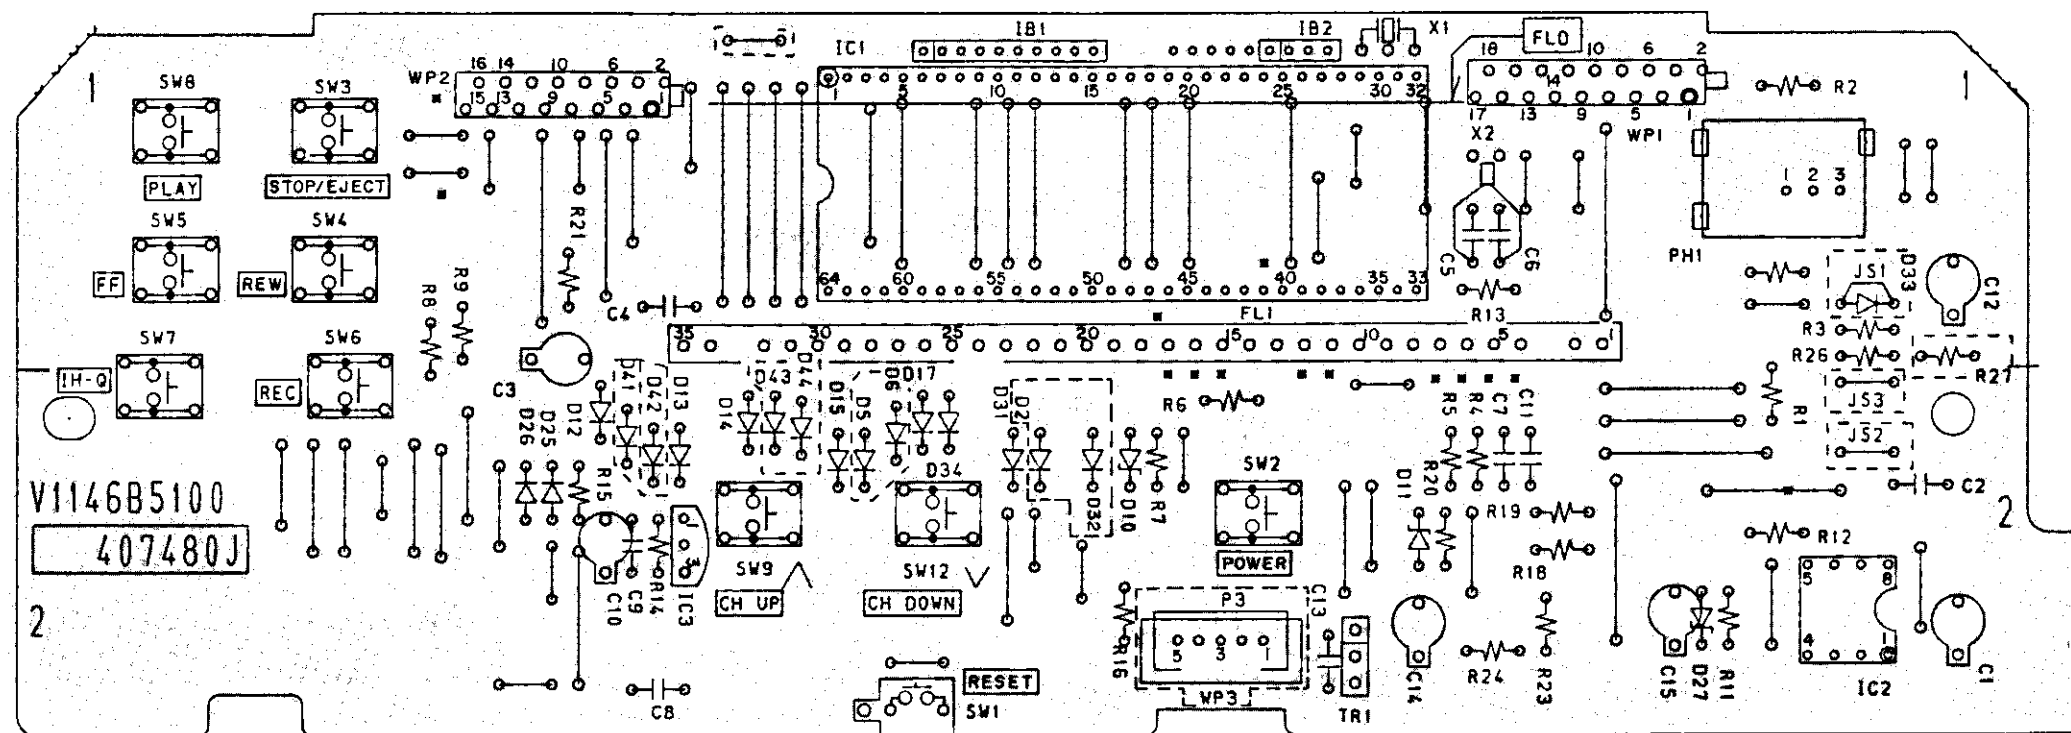 IB1
IB2
X1
FLO
IC1
WP2
16 14 10 6 2
15 13 9 5 1
18 14 10 6 2
17 13 9 5 1
WP1
1 5 10 15 20 25 30 32
64 60 55 50 45 40 35 33
1
1
SW8
SW3
PLAY
STOP/EJECT
SW5
SW4
FF
REW
SW7
SW6
IH-Q
REC
R2
X2
1 2 3
PH1
R21
R8
R9
C4
C5
C6
R13
FL1
35 30 25 20 15 10 5 1
JS1
D33
C12
R3
R26
R27
JS3
JS2
R1
C2
C3
D26
D25
D12
D41
D42
D13
D14
D43
D44
D15
D5
D6
D17
D34
D31
D2
D32
D10
R7
R6
R5
R4
C7
C11
D11
R20
R19
R18
R12
V1146B5100
407480J
2
2
R15
C10
C9
R14
IC3
SW9
CH UP
SW12
CH DOWN
SW2
POWER
R16
P3
5 3 1
WP3
C13
TR1
C14
R24
R23
C15
D27
R11
5 8
4 1
IC2
C1
C8
RESET
SW1